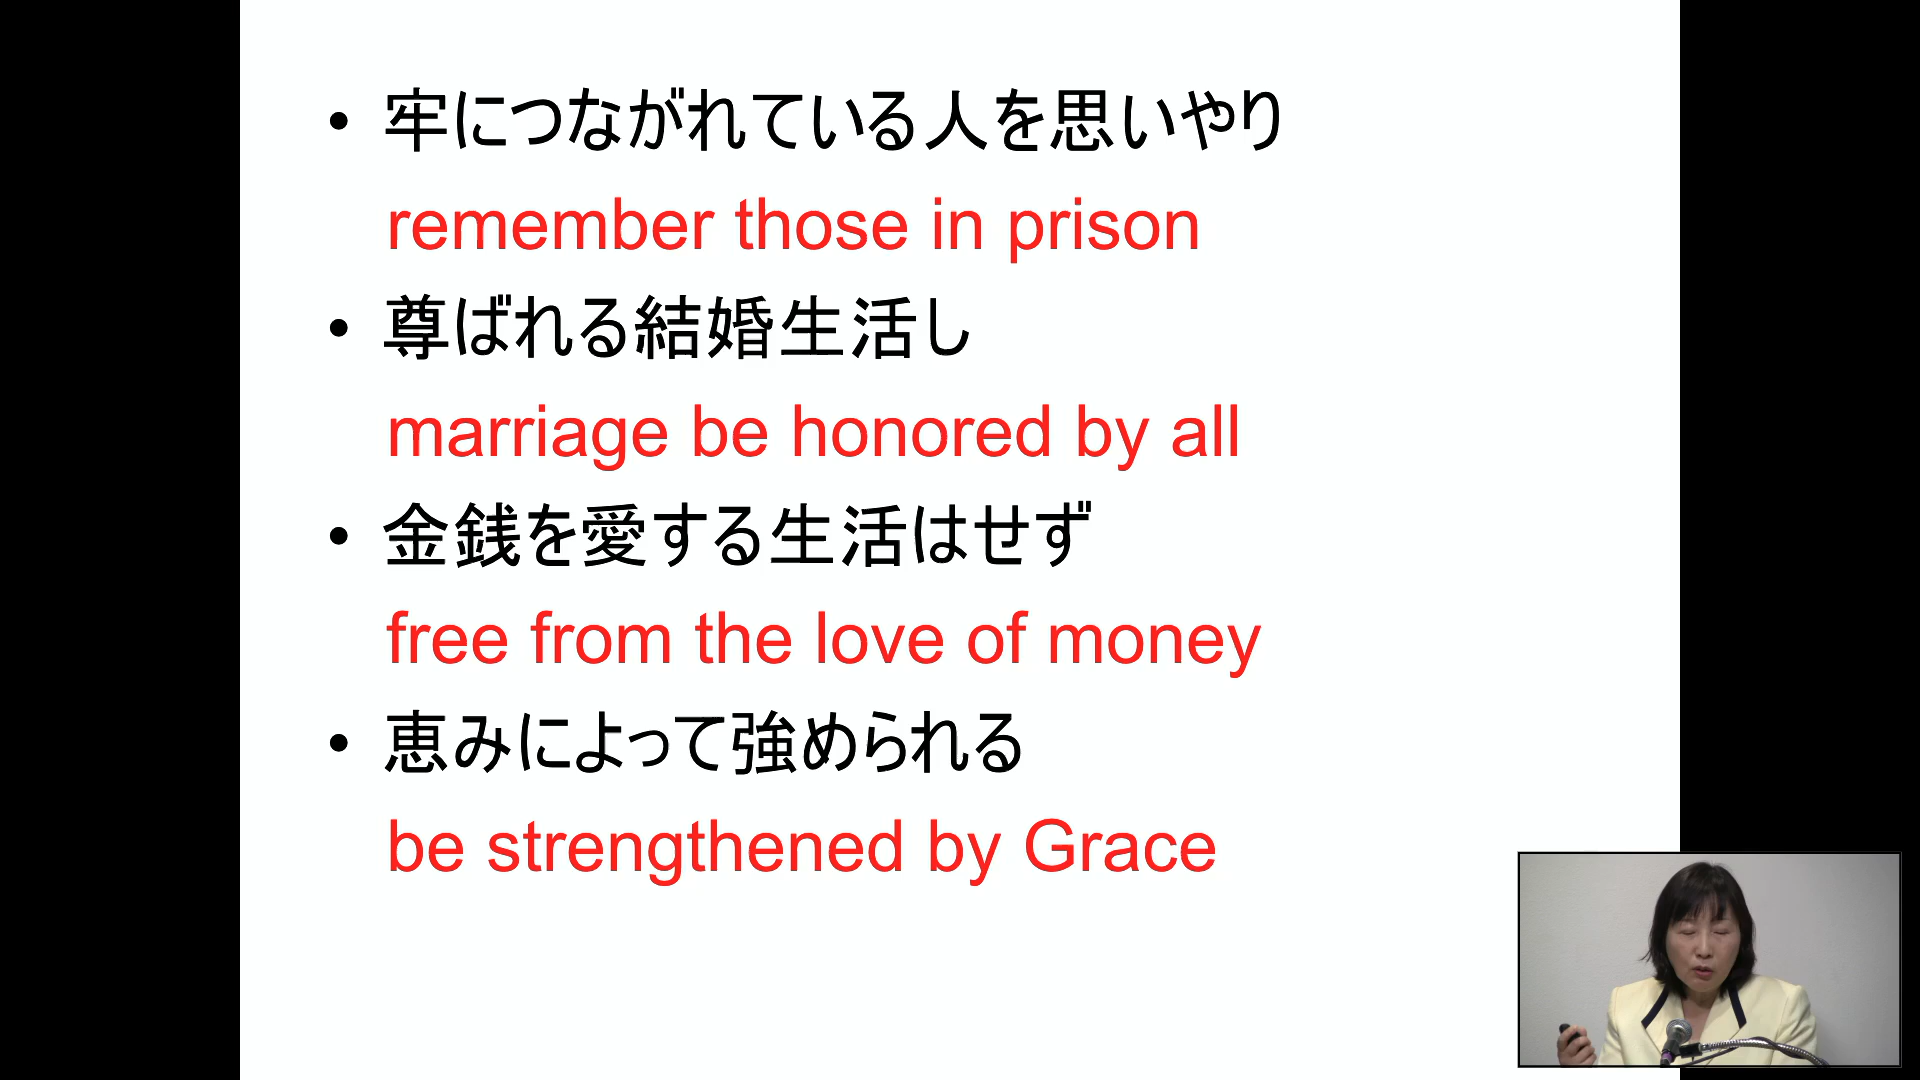 • 牢につながれている人を思いやり
remember those in prison
• 尊ばれる結婚生活し
marriage be honored by all
• 金銭を愛する生活はせず
free from the love of money
• 恵みによって強められる
be strengthened by Grace